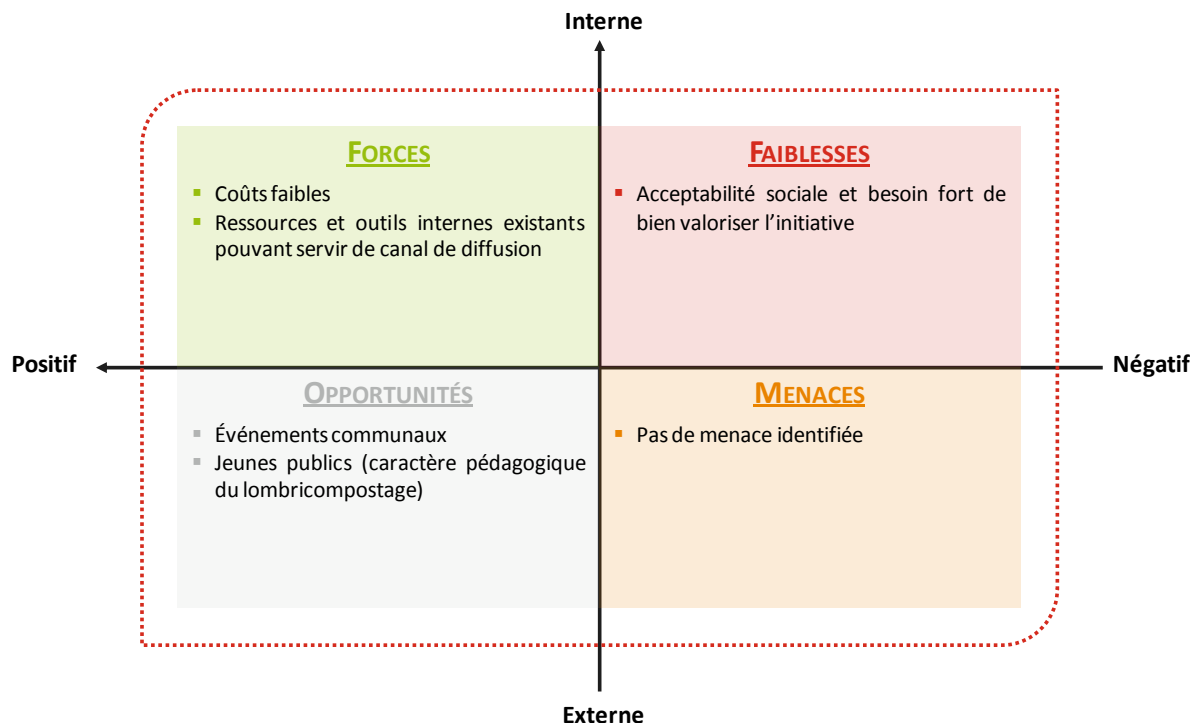 Interne
FORCES
▪ Coûts faibles
▪ Ressources et outils internes existants
pouvant servir de canal de diffusion
FAIBLESSES
▪ Acceptabilité sociale et besoin fort de
bien valoriser l’initiative
Positif
Négatif
OPPORTUNITÉS
▪ Événements communaux
▪ Jeunes publics (caractère pédagogique
du lombricompostage)
MENACES
▪ Pas de menace identifiée
Externe